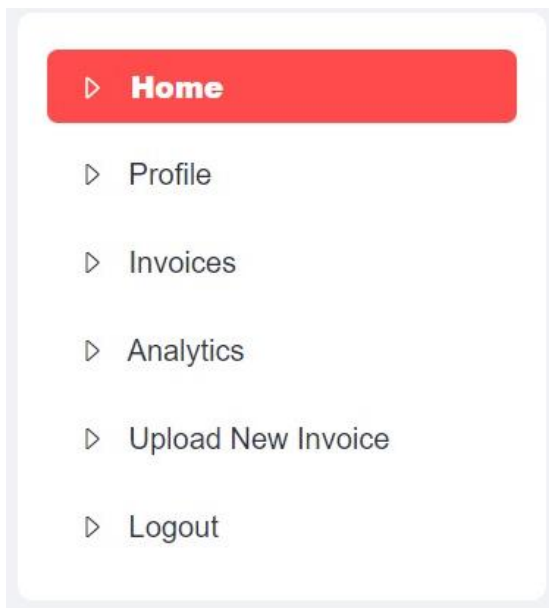 Home
Profile
Invoices
Analytics
Upload New Invoice
Logout